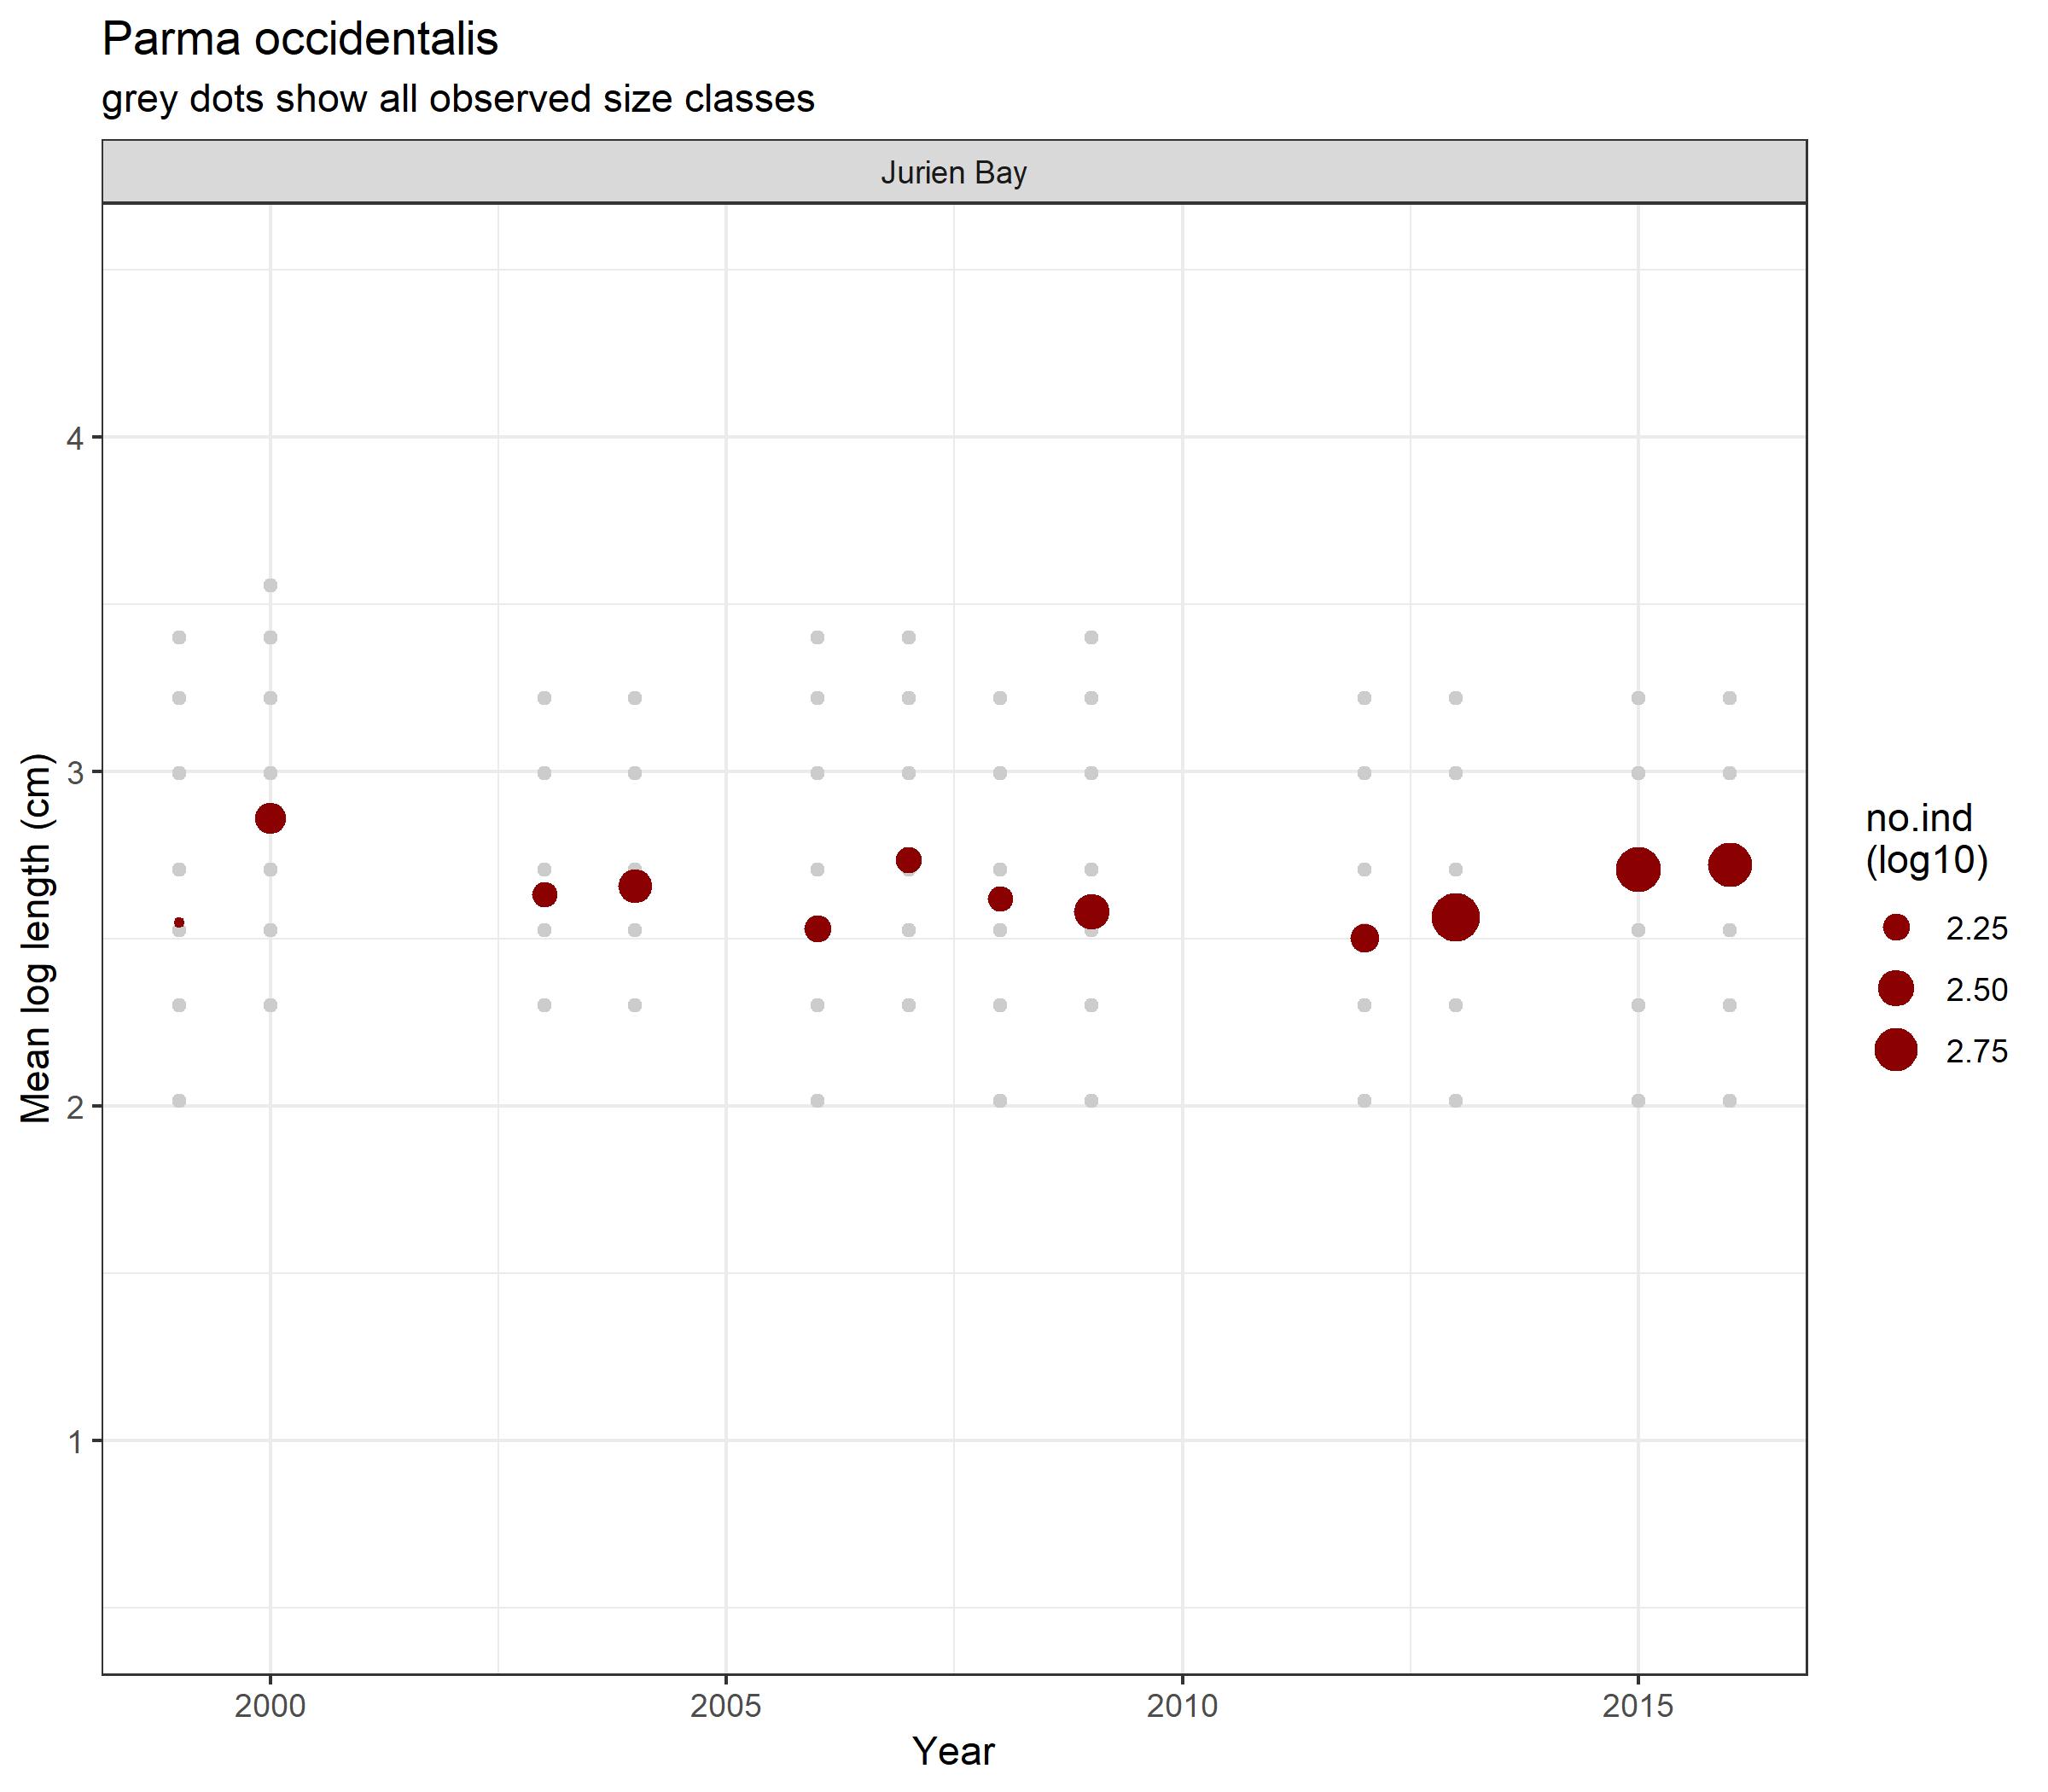 Parma occidentalis
grey dots show all observed size classes
Jurien Bay
Mean log length (cm)
4
3
2
1
2000 2005 2010 2015
Year
no.ind
(log10)
2.25
2.50
2.75